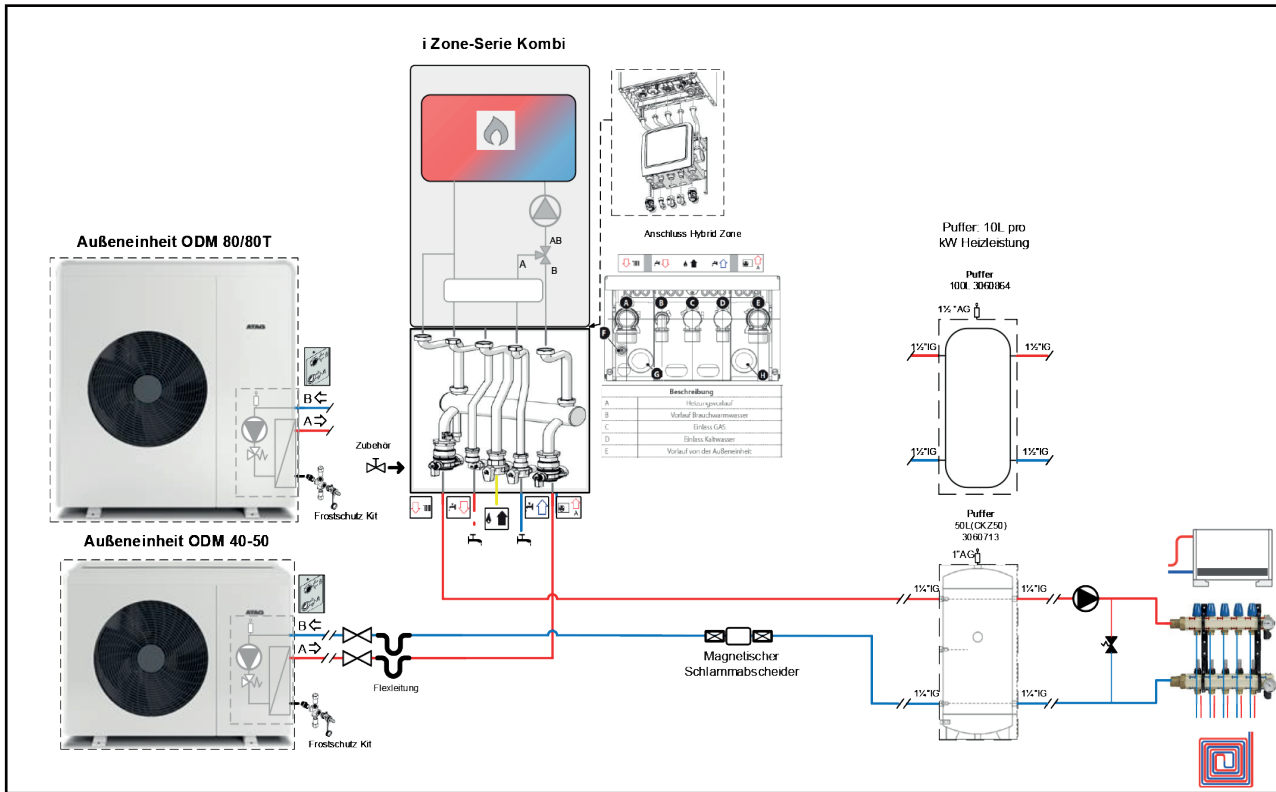 i Zone-Serie Kombi
Außeneinheit ODM 80/80T
ATAG
B
A
Frostschutz Kit
Zubehör
AB
A
B
A
Anschluss Hybrid Zone
A
A
B
C
D
E
F
G
H
Beschreibung
A Heizungsvorlauf
B Vorlauf Brauchwarmwasser
C Einlass GAS
D Einlass Kaltwasser
E Vorlauf von der Außeneinheit
Puffer: 10L pro
kW Heizleistung
Puffer
100L 3060864
1½"AG
1½"IG
1½"IG
1½"IG
1½"IG
Außeneinheit ODM 40-50
ATAG
B
A
Flexleitung
Frostschutz Kit
Magnetischer
Schlammabscheider
Puffer
50L(CKZ50)
3060713
1"AG
1¼"IG
1¼"IG
1¼"IG
1¼"IG